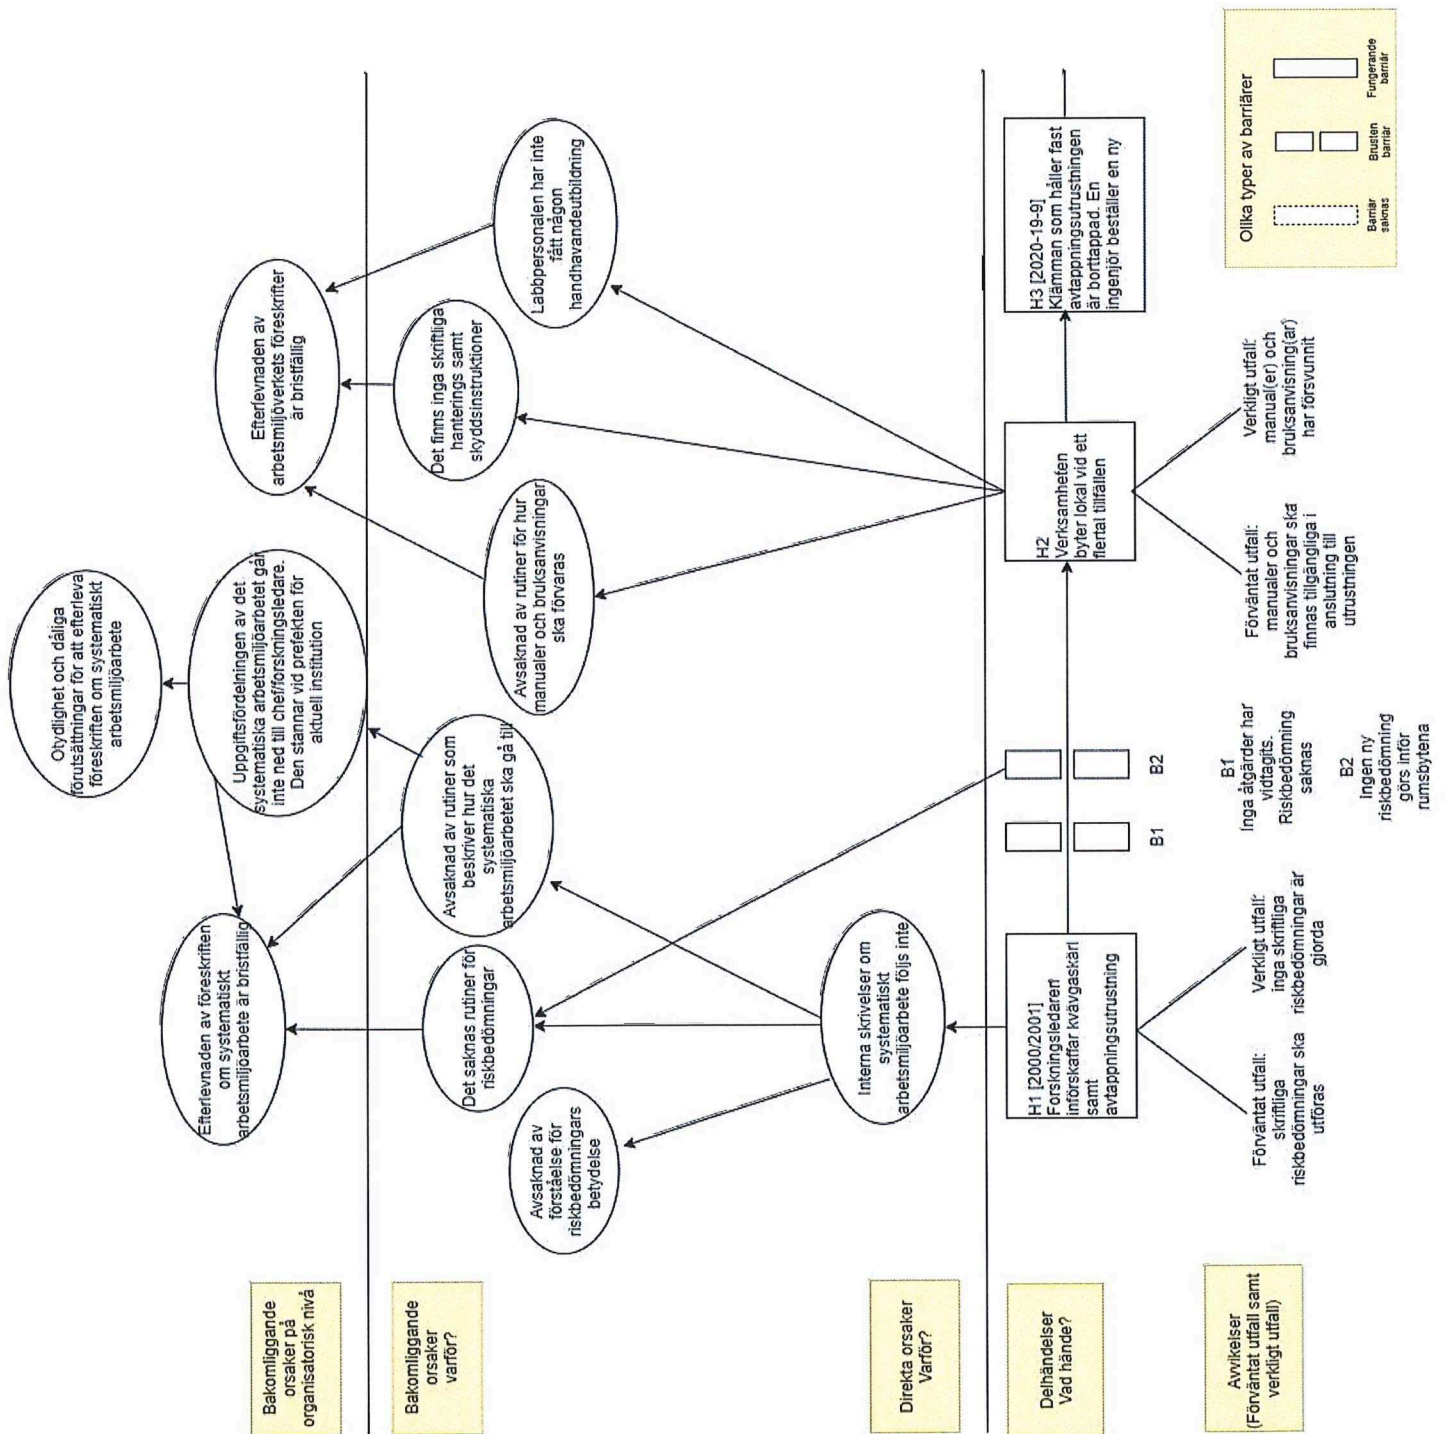 Bakomliggande
orsaker på
organisatorisk nivå
Otydlighet och dåliga
förutsättningar för att efterleva
föreskriften om systematiskt
arbetsmiljöarbete
Efterlevnaden av föreskriften
om systematiskt
arbetsmiljöarbete är bristfällig
Uppgiftsfördelningen av det
systematiska arbetsmiljöarbetet går
inte ned till chef/forskningsledare.
Den stannar vid prefekten för
aktuell institution
Efterlevnaden av
arbetsmiljöverkets föreskrifter
är bristfällig
Bakomliggande
orsaker
varför?
Avsaknad av
förståelse för
riskbedömningars
betydelse
Det saknas rutiner för
riskbedömningar
Avsaknad av rutiner som
beskriver hur det
systematiska
arbetsmiljöarbetet ska gå till
Avsaknad av rutiner för hur
manualer och bruksanvisningar
ska förvaras
Det finns inga skriftliga
hanterings samt
skyddsinstruktioner
Labbpersonalen har inte
fått någon
handhavandeutbildning
Direkta orsaker
Varför?
Interna skrivelser om
systematiskt
arbetsmiljöarbete följs inte
Delhändelser
Vad hände?
H1 [2000/2001]
Forskningsledaren
införskaffar kvävgaskärl
samt
avtappningsutrustning
B1
B2
H2
Verksamheten
byter lokal vid ett
flertal tillfällen
H3 [2020-19-9]
Klämman som håller fast
avtappningsutrustningen
är borttappad. En
ingenjör beställer en ny
Avvikelser
(Förväntat utfall samt
verkligt utfall)
Förväntat utfall:
skriftliga
riskbedömningar ska
utföras
Verkligt utfall:
inga skriftliga
riskbedömningar är
gjorda
B1
Inga åtgärder har
vidtagits.
Riskbedömning
saknas
B2
Ingen ny
riskbedömning
görs inför
rumsbytena
Förväntat utfall:
manualer och
bruksanvisningar ska
finnas tillgängliga i
anslutning till
utrustningen
Verkligt utfall:
manual(er) och
bruksanvisning(ar)
har försvunnit
Olika typer av barriärer
Barriär
saknas
Brusten
barriär
Fungerande
barriär